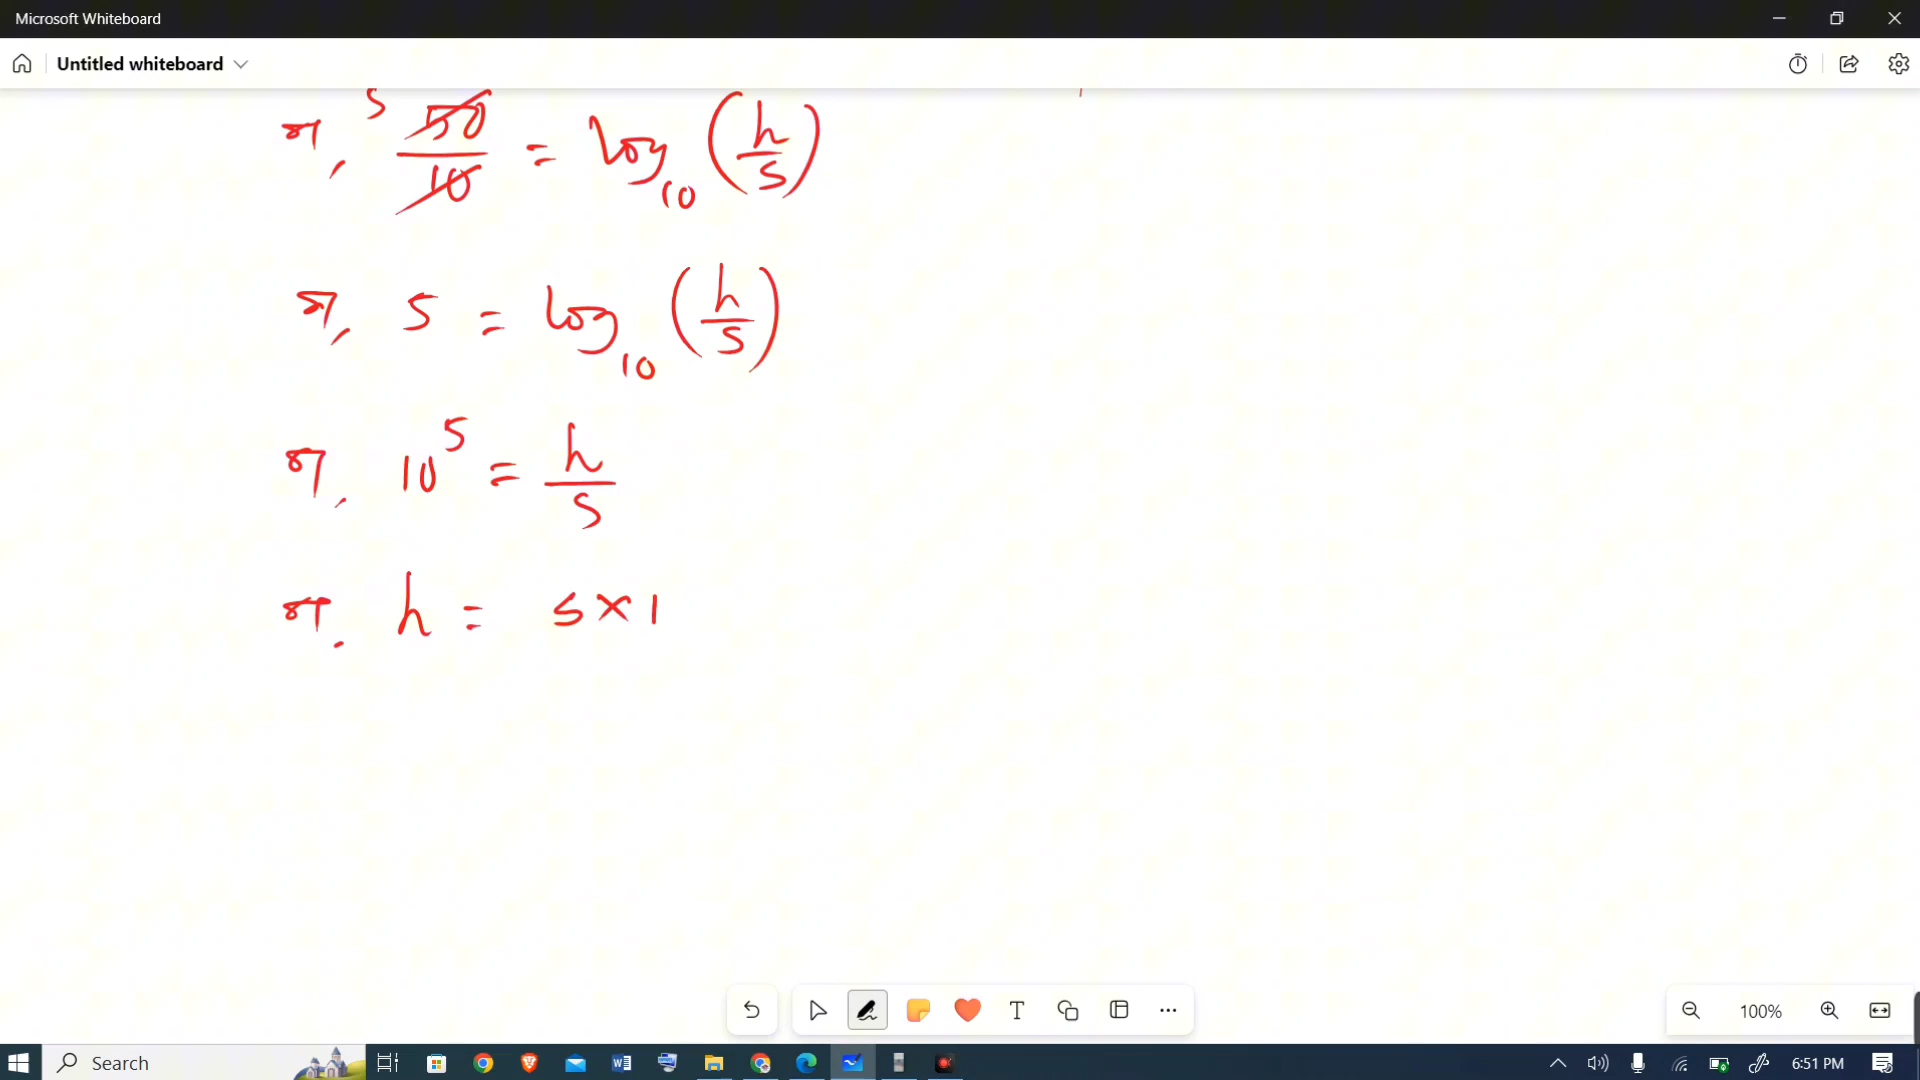 Microsoft Whiteboard
Untitled whiteboard
বা, 5 50/10 = log₁₀ (h/5)
বা, 5 = log₁₀ (h/5)
বা, 10⁵ = h/5
বা, h = 5 × 1
100%
Search
6:51 PM